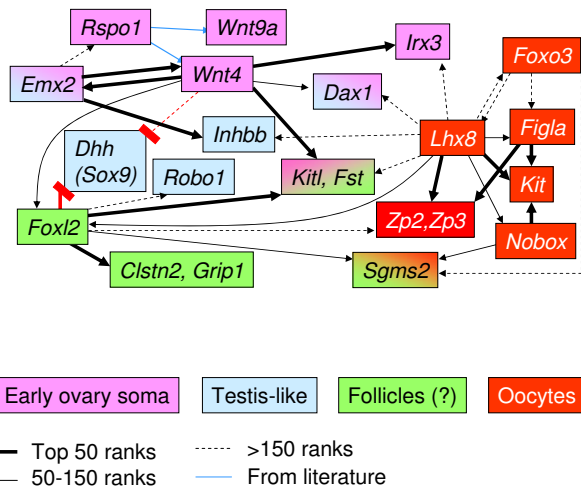 Rspo1
Wnt9a
Irx3
Foxo3
Emx2
Wnt4
Dax1
Figla
Dhh
(Sox9)
Inhbb
Lhx8
Robo1
Kitl, Fst
Kit
Foxl2
Zp2,Zp3
Nobox
Clstn2, Grip1
Sgms2
Early ovary soma
Testis-like
Follicles (?)
Oocytes
Top 50 ranks
>150 ranks
50-150 ranks
From literature